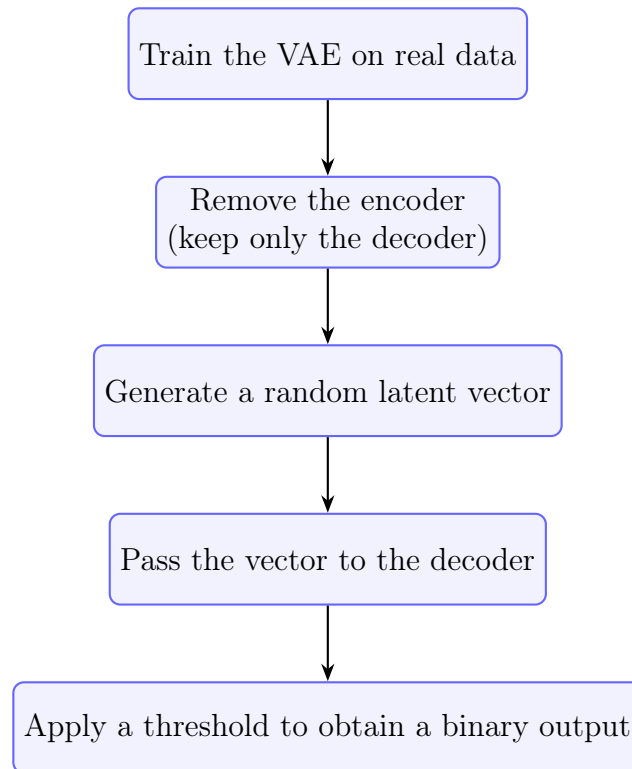 Train the VAE on real data
Remove the encoder
(keep only the decoder)
Generate a random latent vector
Pass the vector to the decoder
Apply a threshold to obtain a binary output